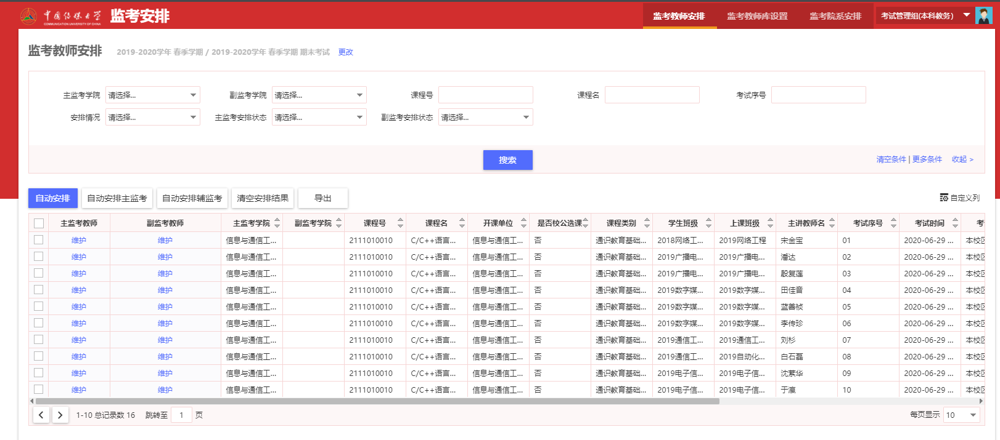 中国传媒大学 监考安排 监考教师安排 监考教师库设置 监考院系安排 考试管理组(本科教务)
COMMUNICATION UNIVERSITY OF CHINA
监考教师安排 2019-2020学年 春季学期 / 2019-2020学年 春季学期 期末考试 更改
主监考学院 请选择... 副监考学院 请选择... 课程号 课程名 考试序号
安排情况 请选择... 主监考安排状态 请选择... 副监考安排状态 请选择...
搜索 清空条件 | 更多条件 收起 >
自动安排 自动安排主监考 自动安排辅监考 清空安排结果 导出 自定义列
主监考教师 副监考教师 主监考学院 副监考学院 课程号 课程名 开课单位 是否校公选课 课程类别 学生班级 上课班级 主讲教师名 考试序号 考试时间 考
维护 维护 信息与通信工... 2111010010 C/C++语言... 信息与通信工... 否 通识教育基础... 2018网络工... 2019网络工程 宋金宝 01 2020-06-29 ... 本校区
维护 维护 信息与通信工... 2111010010 C/C++语言... 信息与通信工... 否 通识教育基础... 2019广播电... 2019广播电... 潘达 02 2020-06-29 ... 本校区
维护 维护 信息与通信工... 2111010010 C/C++语言... 信息与通信工... 否 通识教育基础... 2019广播电... 2019广播电... 殷复莲 03 2020-06-29 ... 本校区
维护 维护 信息与通信工... 2111010010 C/C++语言... 信息与通信工... 否 通识教育基础... 2019数字媒... 2019数字媒... 田佳音 04 2020-06-29 ... 本校区
维护 维护 信息与通信工... 2111010010 C/C++语言... 信息与通信工... 否 通识教育基础... 2019数字媒... 2019数字媒... 蓝善祯 05 2020-06-29 ... 本校区
维护 维护 信息与通信工... 2111010010 C/C++语言... 信息与通信工... 否 通识教育基础... 2019数字媒... 2019数字媒... 李传珍 06 2020-06-29 ... 本校区
维护 维护 信息与通信工... 2111010010 C/C++语言... 信息与通信工... 否 通识教育基础... 2019通信工... 2019通信工... 刘杉 07 2020-06-29 ... 本校区
维护 维护 信息与通信工... 2111010010 C/C++语言... 信息与通信工... 否 通识教育基础... 2019通信工... 2019自动化... 白石磊 08 2020-06-29 ... 本校区
维护 维护 信息与通信工... 2111010010 C/C++语言... 信息与通信工... 否 通识教育基础... 2019电子信... 2019电子信... 沈萦华 09 2020-06-29 ... 本校区
维护 维护 信息与通信工... 2111010010 C/C++语言... 信息与通信工... 否 通识教育基础... 2019电子信... 2019电子信... 于瀛 10 2020-06-29 ... 本校区
1-10 总记录数 16 跳转至 1 页 每页显示 10